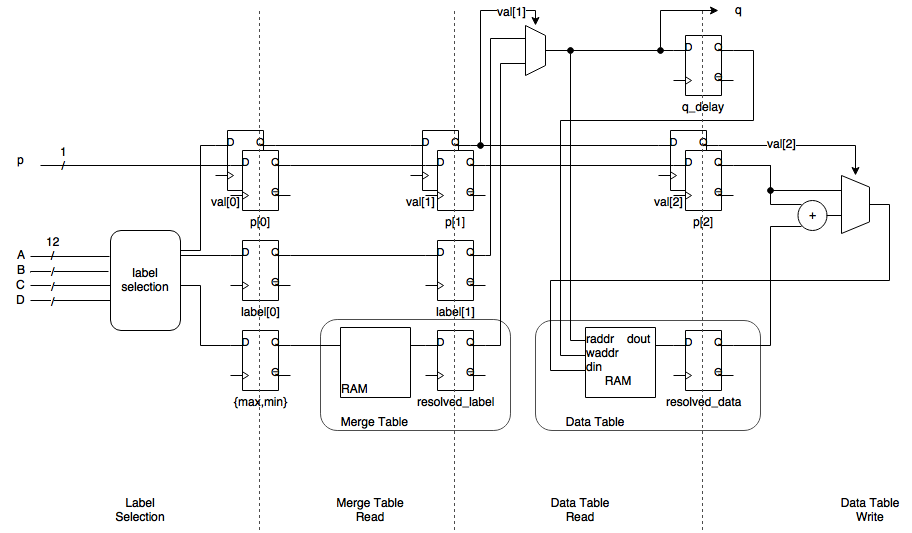 val[1]
q
D
Q
Q
q_delay
p
1
D
Q
D
Q
Q
val[0]
p[0]
D
Q
D
Q
Q
val[1]
p[1]
D
Q
D
Q
Q
val[2]
p[2]
val[2]
+
12
A
B
C
D
label
selection
D
Q
Q
label[0]
D
Q
Q
label[1]
D
Q
Q
{max,min}
RAM
D
Q
Q
resolved_label
Merge Table
raddr dout
waddr
din
RAM
D
Q
Q
resolved_data
Data Table
Label
Selection
Merge Table
Read
Data Table
Read
Data Table
Write